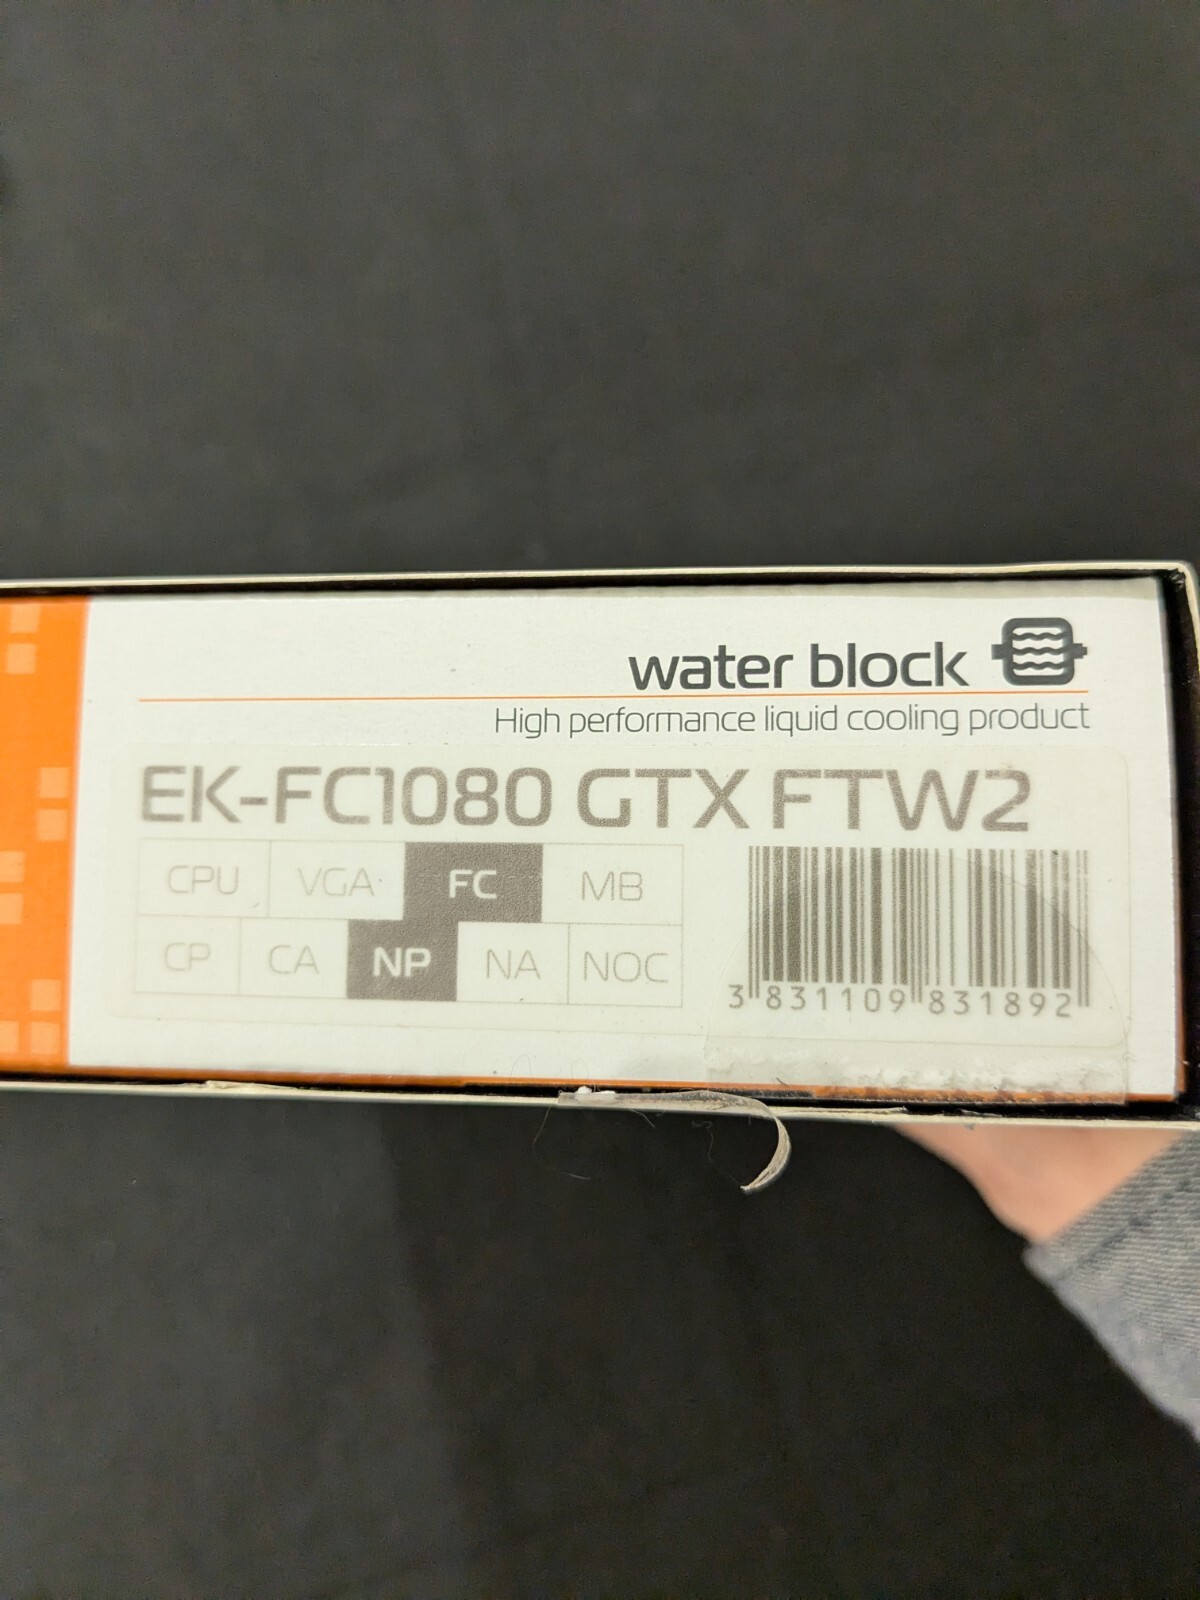 water block
High performance liquid cooling product
EK-FC1080 GTX FTW2
CPU VGA FC MB
CP CA NP NA NOC
3 831109 831892